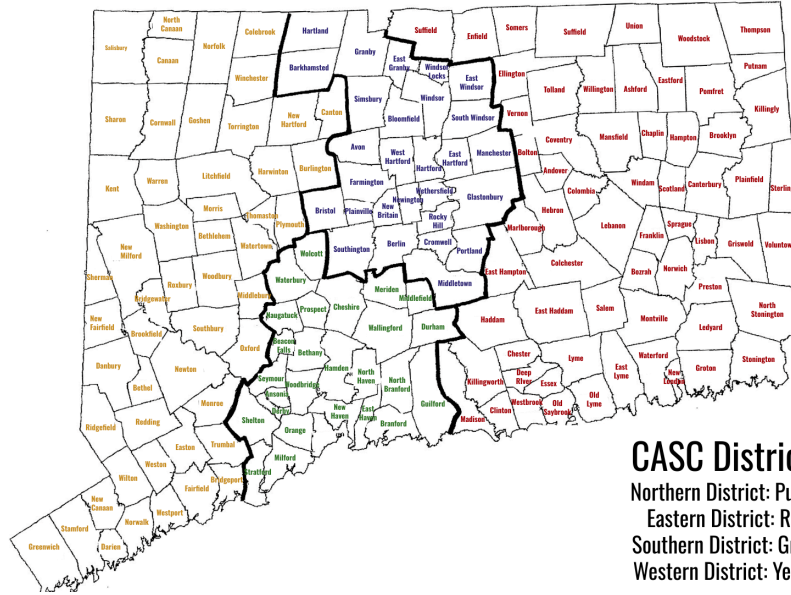 North
Canaan
Colebrook
Hartland
Suffield
Enfield
Somers
Suffield
Union
Woodstock
Thompson
Salisbury
Canaan
Norfolk
Granby
East
Granby
Windsor
Locks
Barkhamsted
Winchester
East
Windsor
Ellington
Tolland
Willington
Ashford
Eastford
Pomfret
Putnam
Killingly
Sharon
Cornwall
Goshen
Torrington
New
Hartford
Canton
Simsbury
Bloomfield
Windsor
South Windsor
Vernon
Coventry
Mansfield
Chaplin
Hampton
Brooklyn
Avon
West
Hartford
Hartford
East
Hartford
Manchester
Bolton
Andover
Colombia
Windam
Scotland
Canterbury
Plainfield
Sterlin
Kent
Warren
Litchfield
Harwinton
Burlington
Farmington
Wethersfield
Newington
Glastonbury
Hebron
Lebanon
Morris
Bethlehem
Thomaston
Plymouth
Bristol
Plainville
New
Britain
Rocky
Hill
Marlborough
Franklin
Sprague
Lisbon
Griswold
Voluntow
Washington
Watertown
Wolcott
Southington
Berlin
Cromwell
Portland
New
Milford
Sherman
Bridgewater
Roxbury
Woodbury
Middlebury
Waterbury
Meriden
Middlefield
Middletown
East Hampton
Colchester
Bozrah
Norwich
Preston
North
Stonington
New
Fairfield
Brookfield
Southbury
Oxford
Naugatuck
Prospect
Cheshire
Wallingford
Durham
Haddam
East Haddam
Salem
Montville
Ledyard
Danbury
Bethel
Newton
Beacon
Falls
Bethany
Hamden
North
Haven
North
Branford
Chester
Deep
River
Essex
Lyme
East
Lyme
Waterford
New
London
Groton
Stonington
Seymour
Woodbridge
Ansonia
Derby
Killingworth
Clinton
Westbrook
Old
Saybrook
Old
Lyme
Ridgefield
Redding
Monroe
Shelton
Orange
New
Haven
East
Haven
Branford
Guilford
Madison
Easton
Trumbal
Weston
Wilton
Fairfield
Bridgeport
Stratford
Milford
New
Canaan
Norwalk
Westport
Stamford
Greenwich
Darien
CASC Distric
Northern District: Pu
Eastern District: R
Southern District: Gr
Western District: Ye